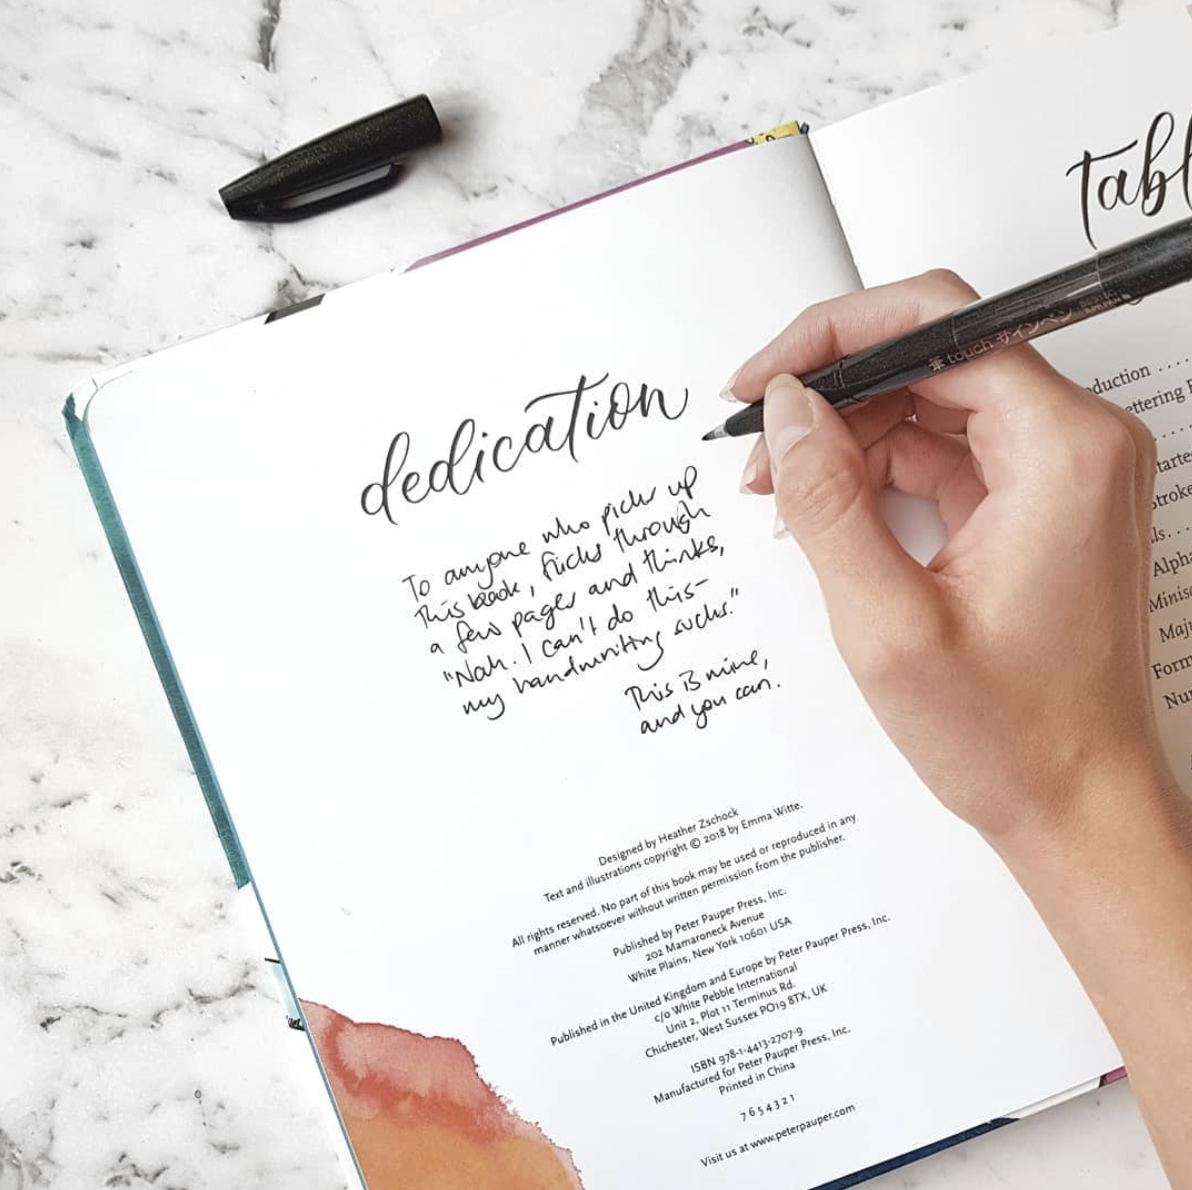 dedication
To anyone who picks up
this book, flicks through
a few pages and thinks,
"Nah. I can't do this–
my handwriting sucks."
This is mine,
and you can.
Designed by Heather Zschock
Text and illustrations copyright © 2018 by Emma Witte.
All rights reserved. No part of this book may be used or reproduced in any
manner whatsoever without written permission from the publisher.
Published by Peter Pauper Press, Inc.
202 Mamaroneck Avenue
White Plains, New York 10601 USA
Published in the United Kingdom and Europe by Peter Pauper Press, Inc.
c/o White Pebble International
Unit 2, Plot 11 Terminus Rd.
Chichester, West Sussex PO19 8TX, UK
ISBN 978-1-4413-2707-9
Manufactured for Peter Pauper Press, Inc.
Printed in China
7 6 5 4 3 2 1
Visit us at www.peterpauper.com
touch サインペン
tabl
duction ....
ettering
tarte
troke
ls...
Alpha
Minis
Maju
Form
Nu